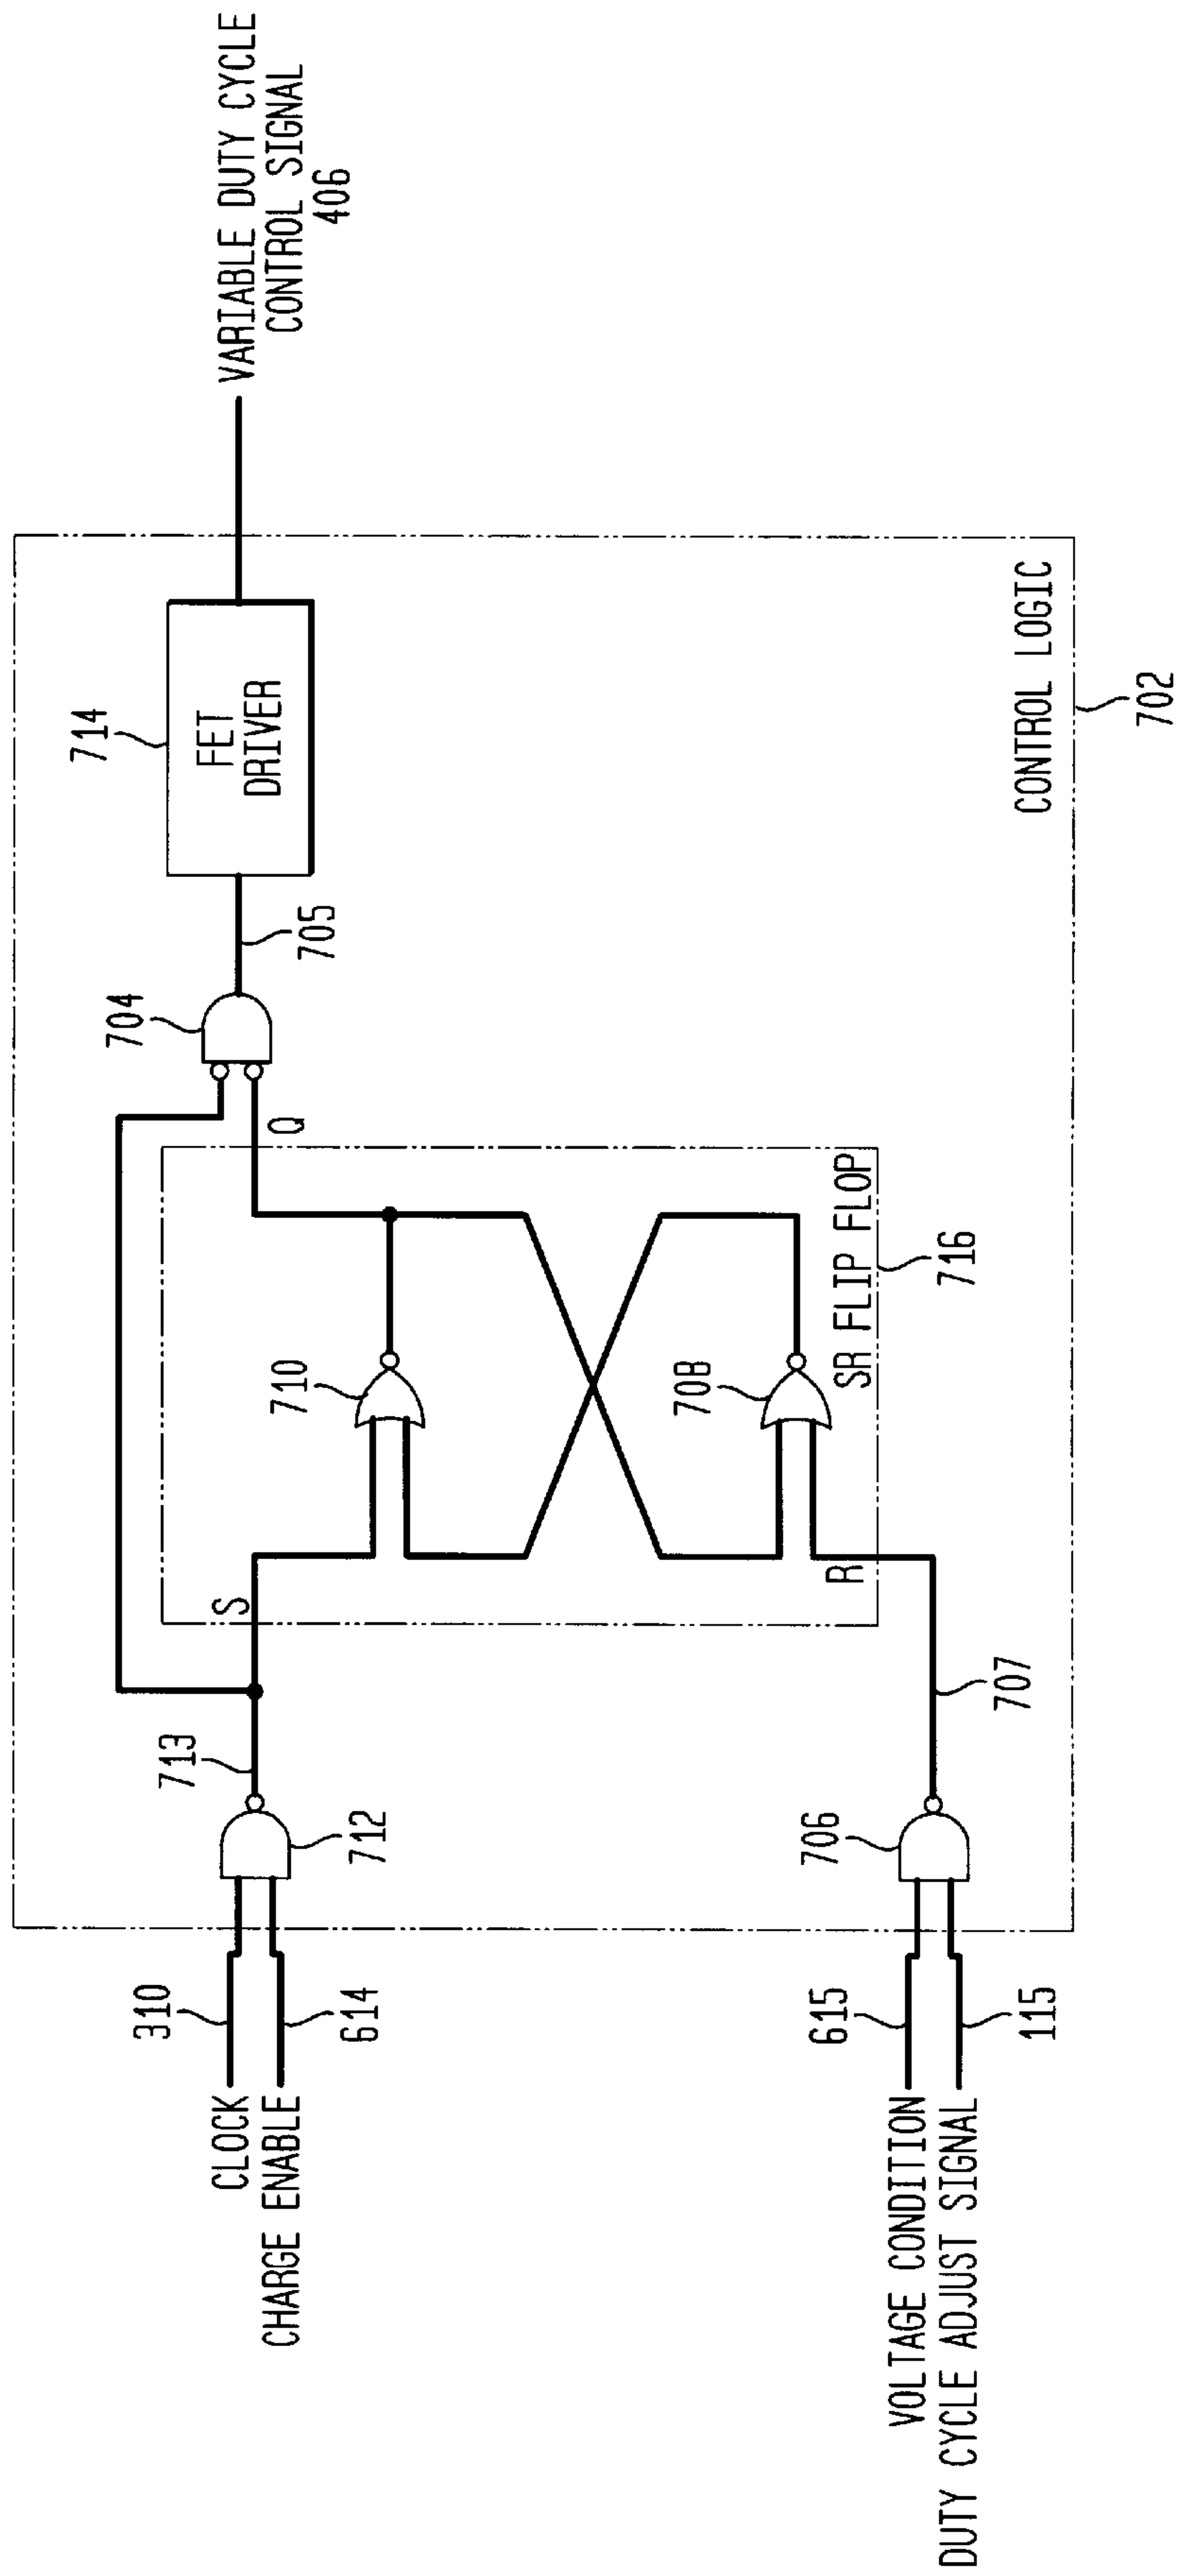 CLOCK
CHARGE ENABLE
310
614
VOLTAGE CONDITION
DUTY CYCLE ADJUST SIGNAL
615
115
712
713
706
707
S
R
710
708
SR FLIP FLOP
716
Q
704
705
714
FET
DRIVER
CONTROL LOGIC
702
VARIABLE DUTY CYCLE
CONTROL SIGNAL
406